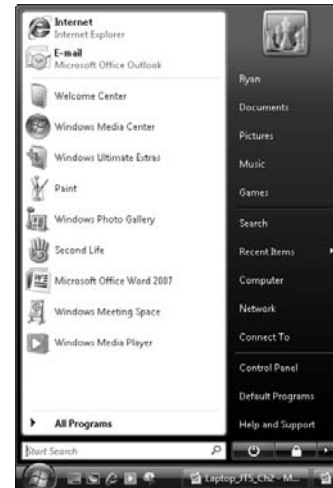 Internet
Internet Explorer
E-mail
Microsoft Office Outlook
Welcome Center
Windows Media Center
Windows Ultimate Extras
Paint
Windows Photo Gallery
Second Life
Microsoft Office Word 2007
Windows Meeting Space
Windows Media Player
All Programs
Start Search
Ryan
Documents
Pictures
Music
Games
Search
Recent Items
Computer
Network
Connect To
Control Panel
Default Programs
Help and Support
Laptop_JTS_Ch2 - M...